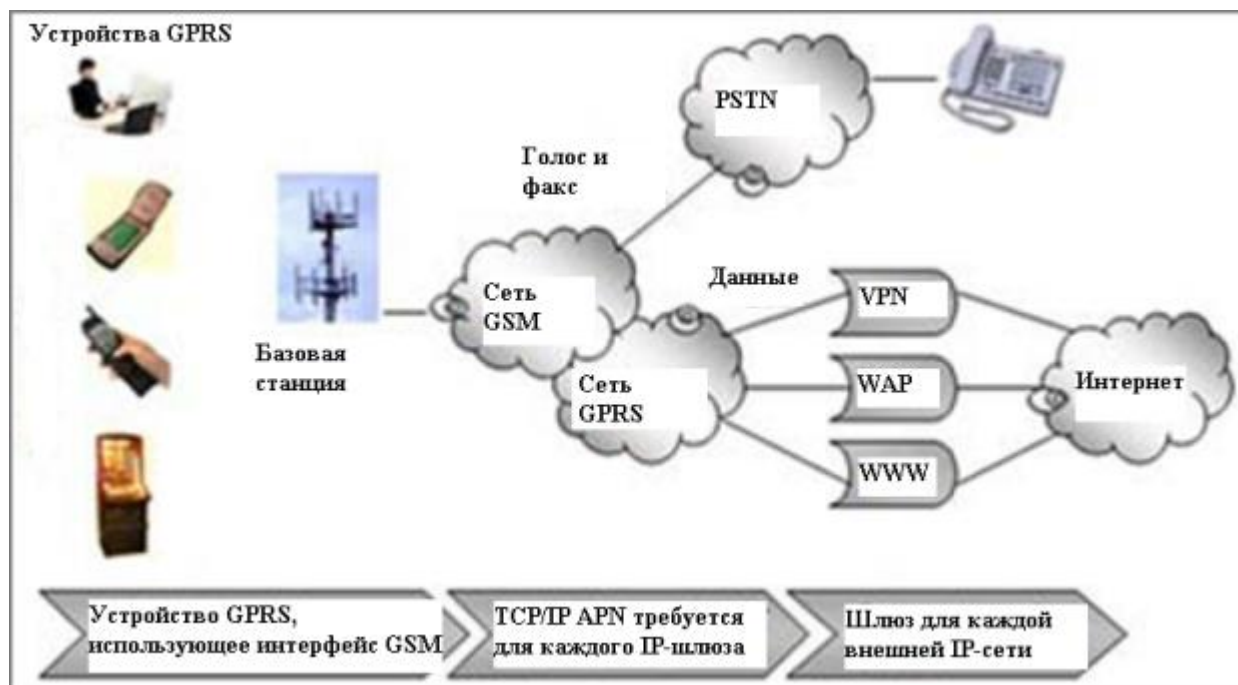 Устройства GPRS
PSTN
Голос и
факс
Сеть
GSM
Данные
VPN
Базовая
станция
Сеть
GPRS
WAP
Интернет
WWW
Устройство GPRS,
использующее интерфейс GSM
TCP/IP APN требуется
для каждого IP-шлюза
Шлюз для каждой
внешней IP-сети